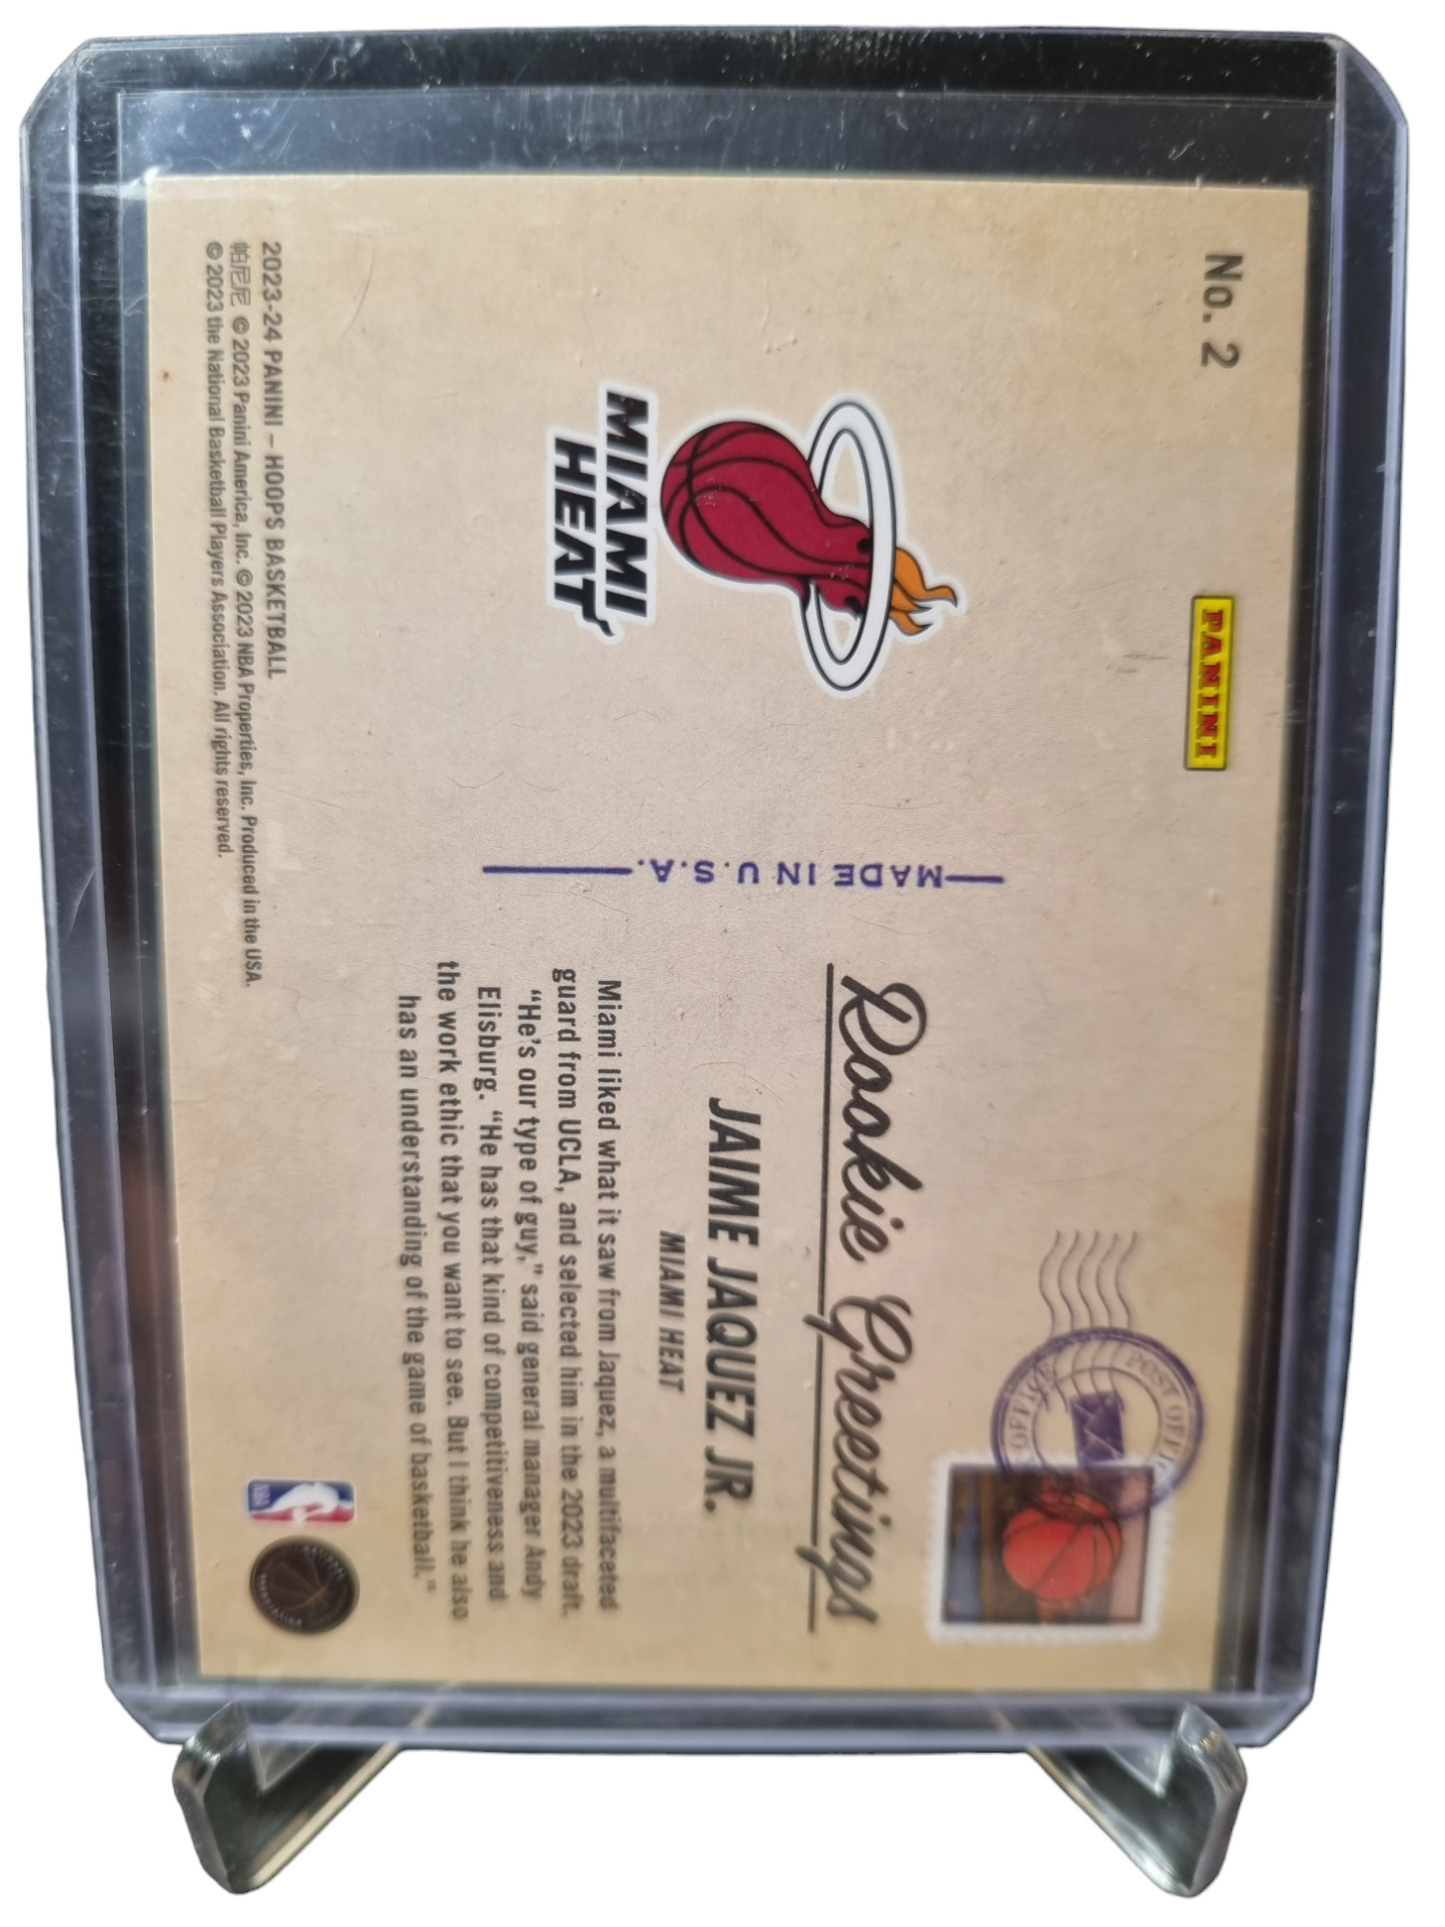 No. 2
PANINI
MIAMI
HEAT
MADE IN U.S.A.
POST OFFICE
OFFICE
Rookie Greetings
JAIME JAQUEZ JR.
MIAMI HEAT
Miami liked what it saw from Jaquez, a multifaceted
guard from UCLA, and selected him in the 2023 draft.
“He’s our type of guy,” said general manager Andy
Elisburg. “He has that kind of competitiveness and
the work ethic that you want to see. But I think he also
has an understanding of the game of basketball.”
2023-24 PANINI – HOOPS BASKETBALL
帕尼尼 © 2023 Panini America, Inc. © 2023 NBA Properties, Inc. Produced in the USA.
© 2023 the National Basketball Players Association. All rights reserved.